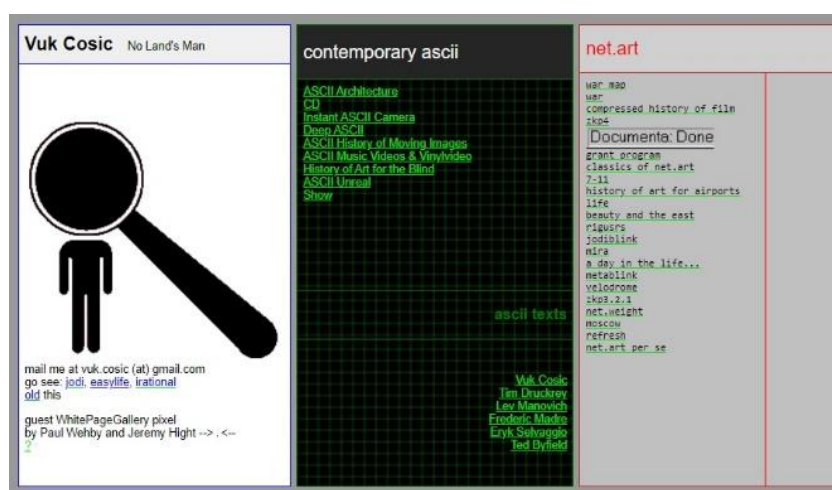 Vuk Cosic No Land's Man
mail me at vuk.cosic (at) gmail.com
go see: jodi, easylife, irational
old this
guest WhitePageGallery pixel
by Paul Wehby and Jeremy Hight --> . <--
?
contemporary ascii
ASCII Architecture
CD
Instant ASCII Camera
Deep ASCII
ASCII History of Moving Images
ASCII Music Videos & Vinylvideo
History of Art for the Blind
ASCII Unreal
Show
ascii texts
Vuk Cosic
Tim Druckrey
Lev Manovich
Frederic Madre
Eryk Selvaggio
Ted Byfield
net.art
war map
war
compressed history of film
zkp4
Documenta: Done
grant program
classics of net.art
7-11
history of art for airports
life
beauty and the east
rigusrs
jodiblink
mira
a day in the life...
metablink
velodrome
zkp3.2.1
net.weight
moscow
refresh
net.art per se